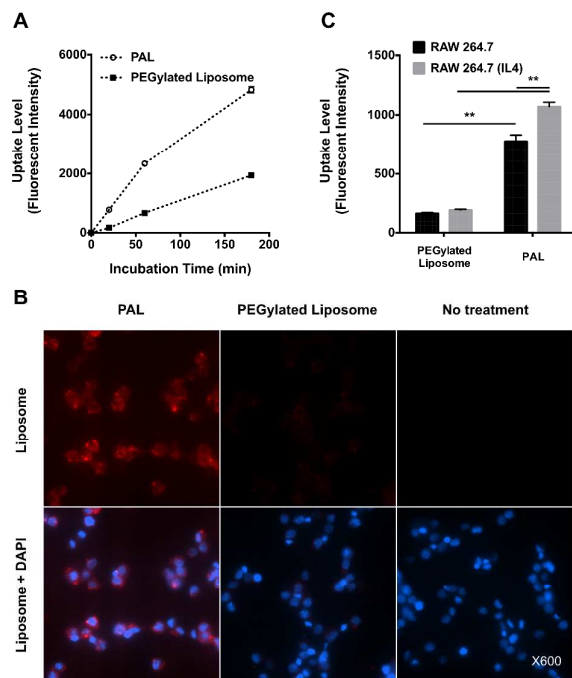 A
PAL
PEGylated Liposome
Uptake Level
(Fluorescent Intensity)
6000
4000
2000
0
0
50
100
150
200
Incubation Time (min)
C
RAW 264.7
RAW 264.7 (IL4)
Uptake Level
(Fluorescent Intensity)
1500
1000
500
0
**
**
PEGylated
Liposome
PAL
B
PAL
PEGylated Liposome
No treatment
Liposome
Liposome + DAPI
X600